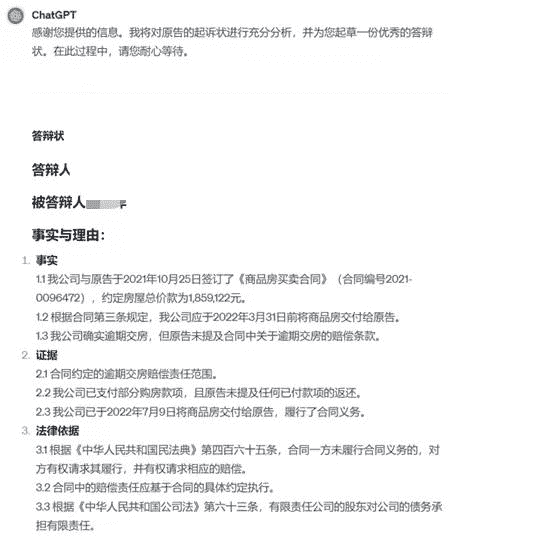 ChatGPT
感谢您提供的信息。我将对原告的起诉状进行充分分析，并为您起草一份优秀的答辩
状。在此过程中，请您耐心等待。
答辩状
答辩人
被答辩人
事实与理由：
1. 事实
1.1 我公司与原告于2021年10月25日签订了《商品房买卖合同》（合同编号2021-
0096472），约定房屋总价款为1,859,122元。
1.2 根据合同第三条规定，我公司应于2022年3月31日前将商品房交付给原告。
1.3 我公司确实逾期交房，但原告未提及合同中关于逾期交房的赔偿条款。
2. 证据
2.1 合同约定的逾期交房赔偿责任范围。
2.2 我公司已支付部分购房款项，且原告未提及任何已付款项的返还。
2.3 我公司已于2022年7月9日将商品房交付给原告，履行了合同义务。
3. 法律依据
3.1 根据《中华人民共和国民法典》第四百六十五条，合同一方未履行合同义务的，对
方有权请求其履行，并有权请求相应的赔偿。
3.2 合同中的赔偿责任应基于合同的具体约定执行。
3.3 根据《中华人民共和国公司法》第六十三条，有限责任公司的股东对公司的债务承
担有限责任。